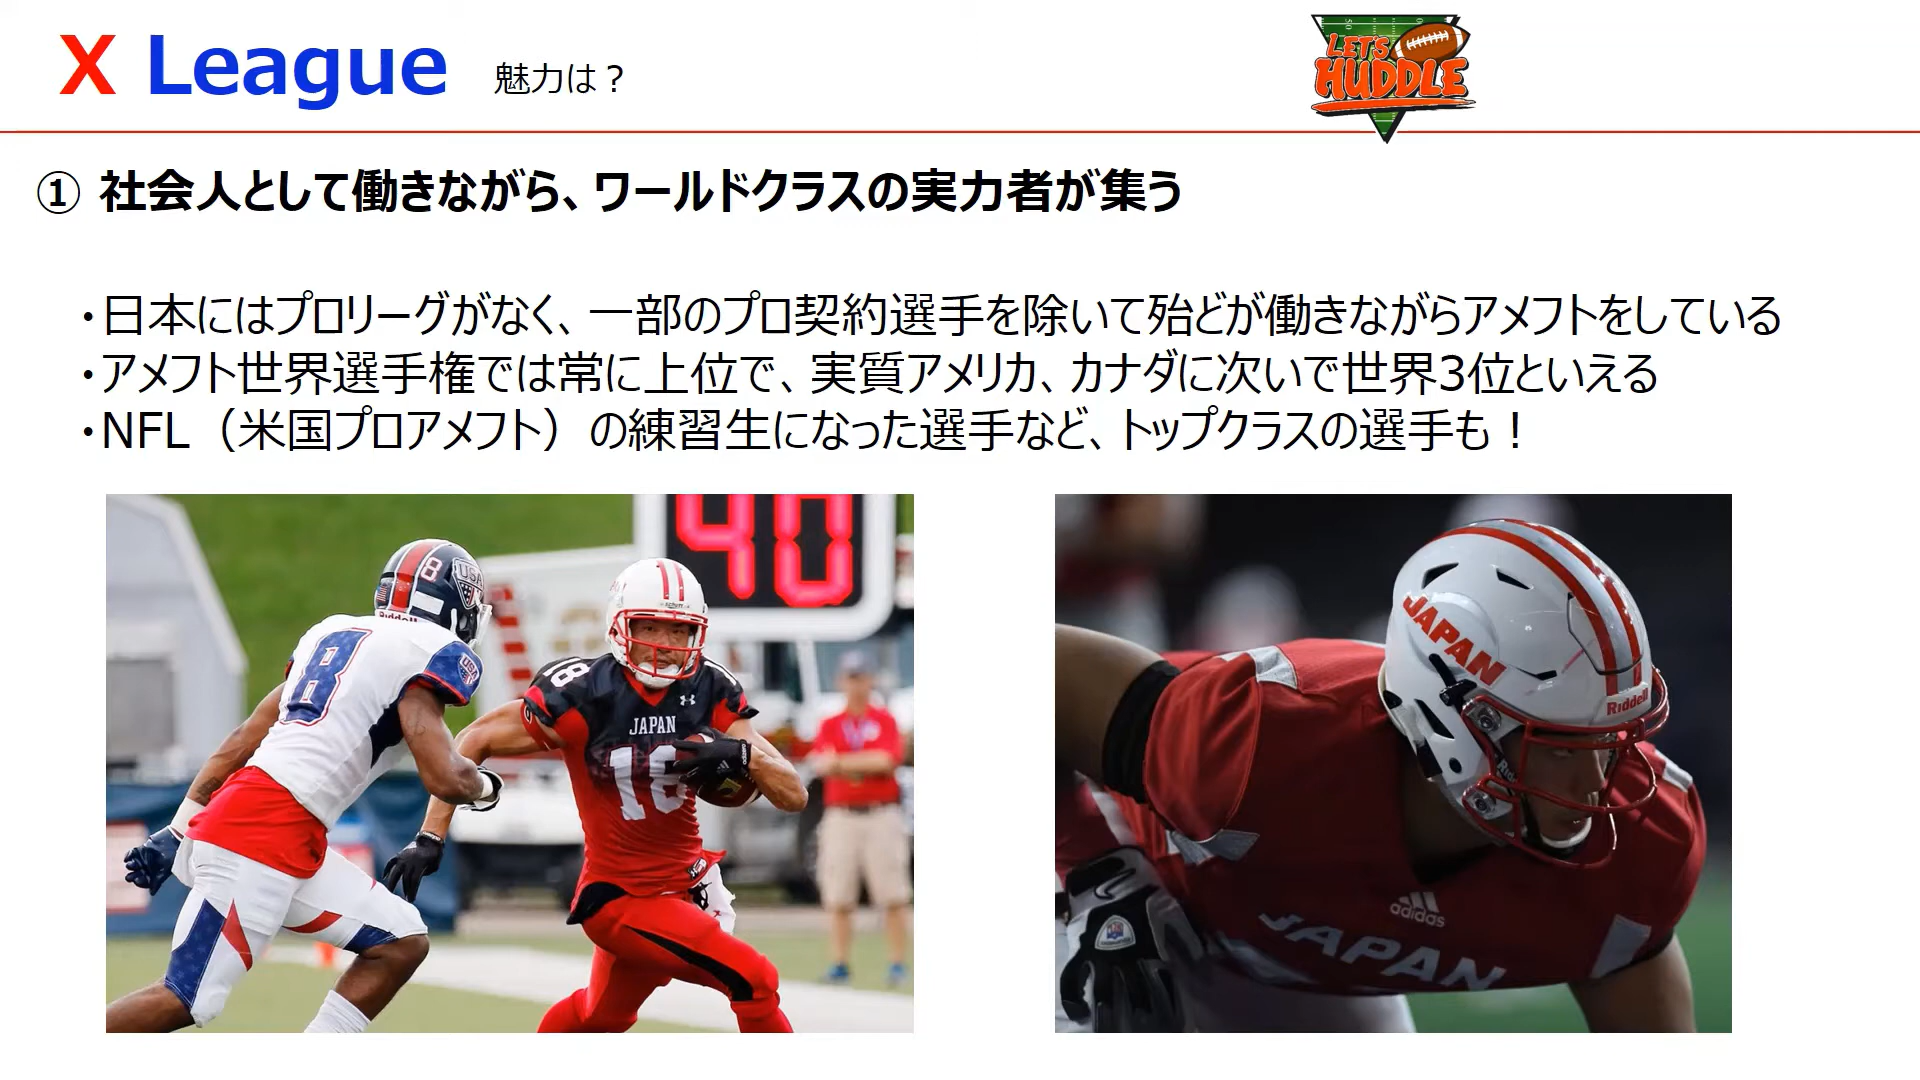 X League 魅力は？
LET'S
HUDDLE
① 社会人として働きながら、ワールドクラスの実力者が集う
・日本にはプロリーグがなく、一部のプロ契約選手を除いて殆どが働きながらアメフトをしている
・アメフト世界選手権では常に上位で、実質アメリカ、カナダに次いで世界3位といえる
・NFL（米国プロアメフト）の練習生になった選手など、トップクラスの選手も！
40
8
USA
Riddell
8
USA
18
18
JAPAN
18
JAPAN
Riddell
adidas
JAPAN